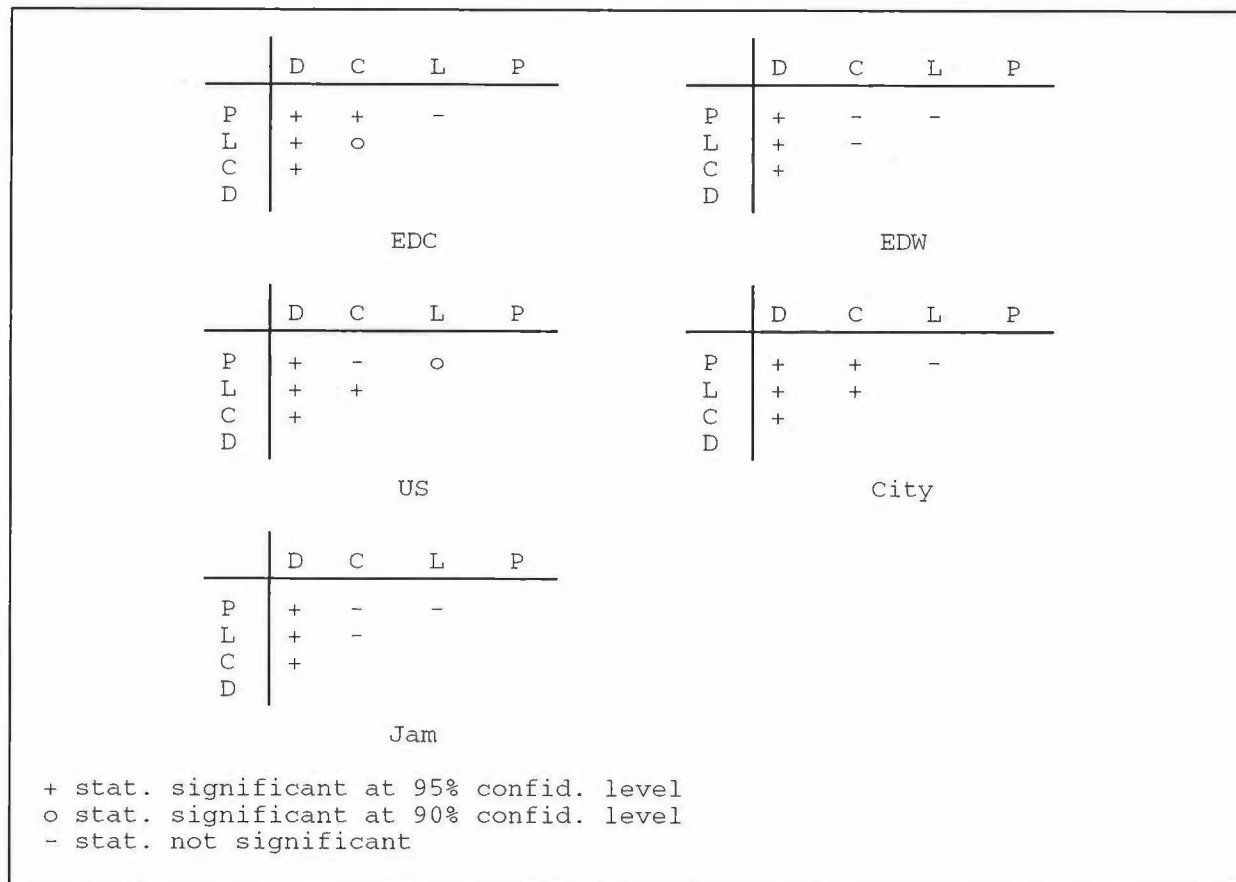 D C L P
P + + -
L + o
C +
D
EDC
D C L P
P + - -
L + -
C +
D
EDW
D C L P
P + - o
L + +
C +
D
US
D C L P
P + + -
L + +
C +
D
City
D C L P
P + - -
L + -
C +
D
Jam
+ stat. significant at 95% confid. level
o stat. significant at 90% confid. level
- stat. not significant